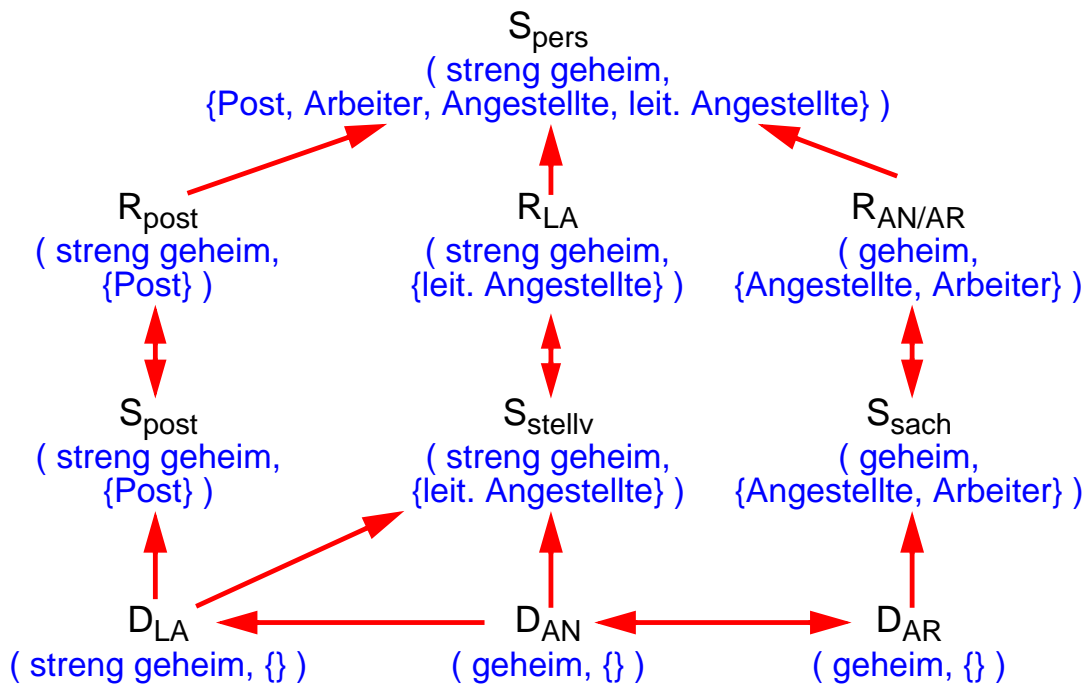 S_pers
( streng geheim,
{Post, Arbeiter, Angestellte, leit. Angestellte} )
R_post
( streng geheim,
{Post} )
R_LA
( streng geheim,
{leit. Angestellte} )
R_AN/AR
( geheim,
{Angestellte, Arbeiter} )
S_post
( streng geheim,
{Post} )
S_stellv
( streng geheim,
{leit. Angestellte} )
S_sach
( geheim,
{Angestellte, Arbeiter} )
D_LA
( streng geheim, {} )
D_AN
( geheim, {} )
D_AR
( geheim, {} )